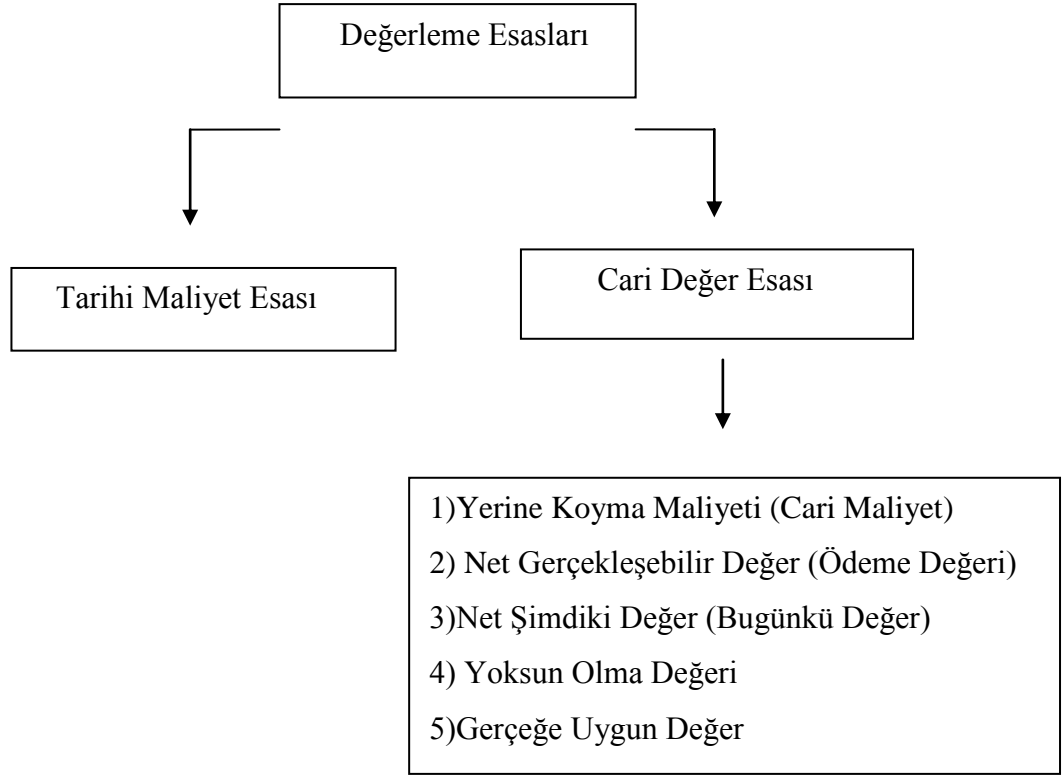 Değerleme Esasları
Tarihi Maliyet Esası
Cari Değer Esası
1)Yerine Koyma Maliyeti (Cari Maliyet)
2) Net Gerçekleşebilir Değer (Ödeme Değeri)
3)Net Şimdiki Değer (Bugünkü Değer)
4) Yoksun Olma Değeri
5)Gerçeğe Uygun Değer